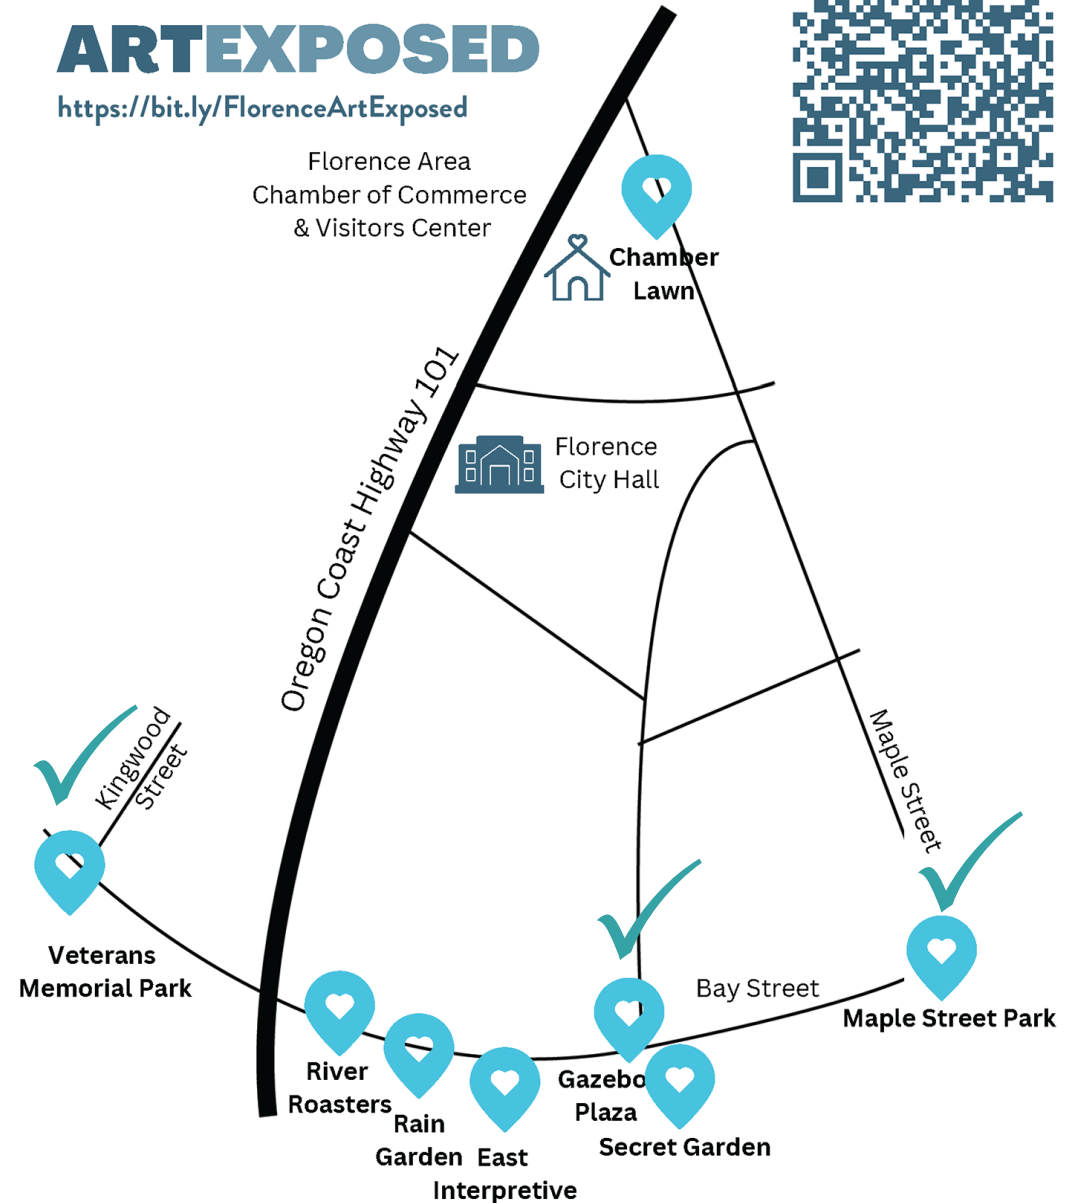 ARTEXPOSED
https://bit.ly/FlorenceArtExposed
Florence Area
Chamber of Commerce
& Visitors Center
Chamber
Lawn
Oregon Coast Highway 101
Florence
City Hall
Kingwood
Street
Maple Street
Veterans
Memorial Park
Bay Street
Maple Street Park
River
Roasters
Gazebo
Plaza
Rain
Garden
Secret Garden
East
Interpretive